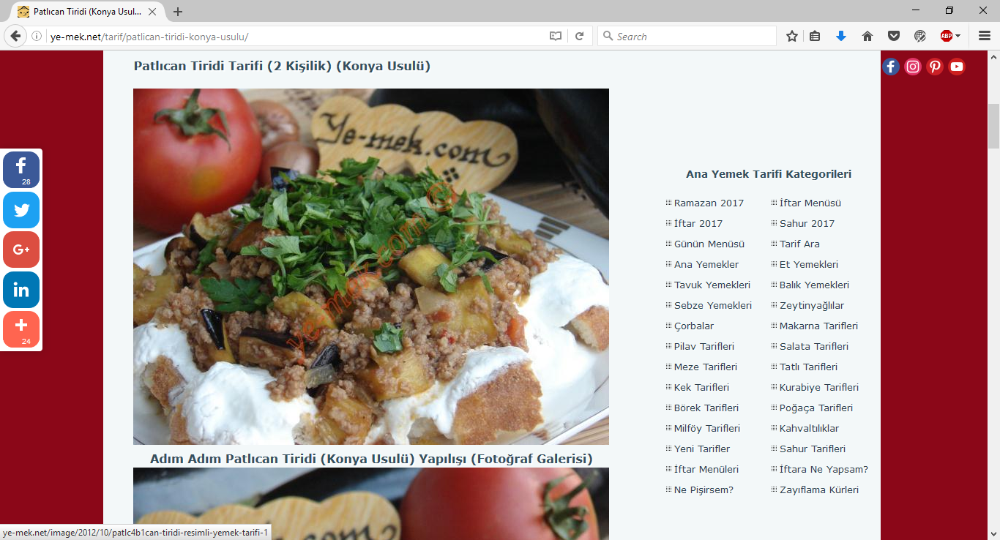 Patlıcan Tiridi (Konya Usul...
ye-mek.net/tarif/patlican-tiridi-konya-usulu/
Search
ABP
Patlıcan Tiridi Tarifi (2 Kişilik) (Konya Usulü)
Ye-mek.com
ye-mek.com ©
28
G+
in
24
Adım Adım Patlıcan Tiridi (Konya Usulü) Yapılışı (Fotoğraf Galerisi)
Ana Yemek Tarifi Kategorileri
Ramazan 2017 İftar Menüsü
İftar 2017 Sahur 2017
Günün Menüsü Tarif Ara
Ana Yemekler Et Yemekleri
Tavuk Yemekleri Balık Yemekleri
Sebze Yemekleri Zeytinyağlılar
Çorbalar Makarna Tarifleri
Pilav Tarifleri Salata Tarifleri
Meze Tarifleri Tatlı Tarifleri
Kek Tarifleri Kurabiye Tarifleri
Börek Tarifleri Poğaça Tarifleri
Milföy Tarifleri Kahvaltılıklar
Yeni Tarifler Sahur Tarifleri
İftar Menüleri İftara Ne Yapsam?
Ne Pişirsem? Zayıflama Kürleri
ye-mek.net/image/2012/10/patlc4b1can-tiridi-resimli-yemek-tarifi-1